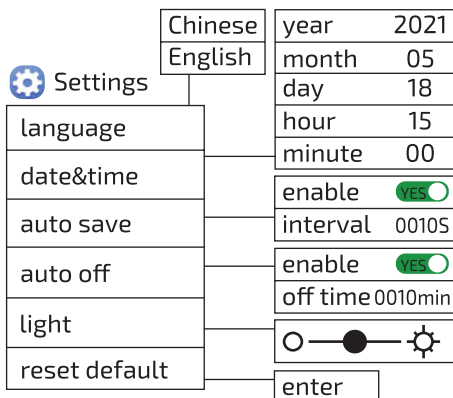 Chinese
English
Settings
language
date&time
auto save
auto off
light
reset default
year 2021
month 05
day 18
hour 15
minute 00
enable YES
interval 0010S
enable YES
off time 0010min
enter